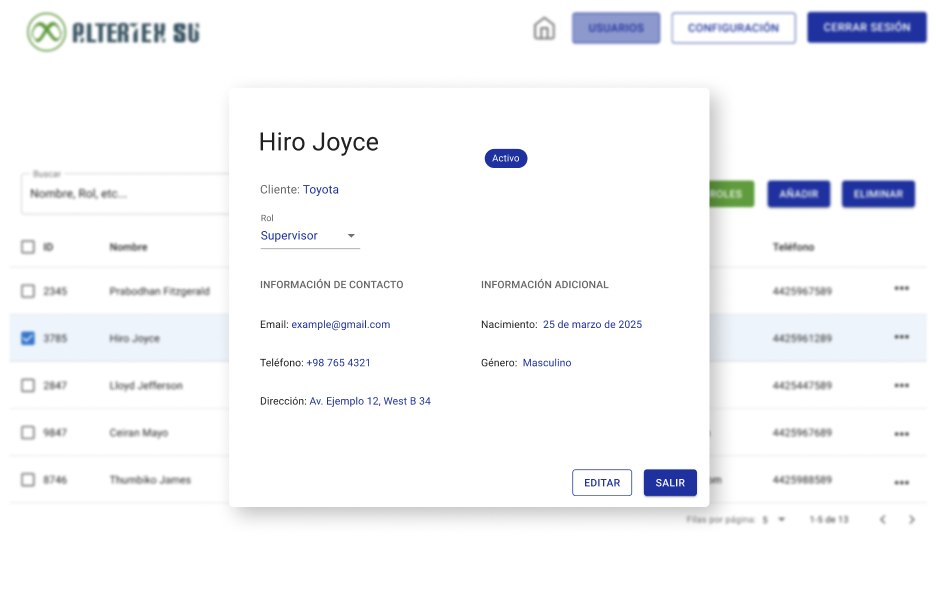 ALTERTEX SU
USUARIOS
CONFIGURACIÓN
CERRAR SESIÓN
Hiro Joyce
Activo
Cliente: Toyota
Rol
Supervisor
INFORMACIÓN DE CONTACTO
INFORMACIÓN ADICIONAL
Email: example@gmail.com
Nacimiento: 25 de marzo de 2025
Teléfono: +98 765 4321
Género: Masculino
Dirección: Av. Ejemplo 12, West B 34
EDITAR
SALIR
Buscar
Nombre, Rol, etc...
ROLES
AÑADIR
ELIMINAR
ID
Nombre
Teléfono
2345
Prabodhan Fitzgerald
4425967589
3785
Hiro Joyce
4425961289
2847
Lloyd Jefferson
4425447589
9847
Ceiran Mayo
4425967689
8746
Thumbiko James
om
4425988589
Filas por página: 5
1-5 de 13